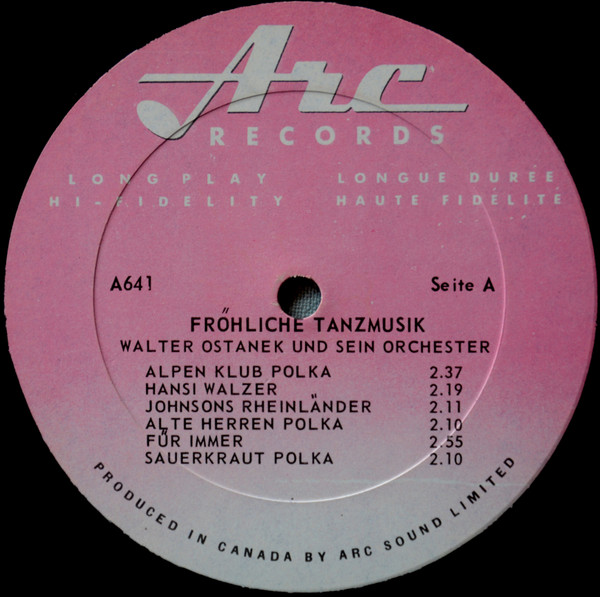 Arc
RECORDS
LONG PLAY LONGUE DURÉE
HI-FIDELITY HAUTE FIDÉLITÉ
A641 Seite A
FRÖHLICHE TANZMUSIK
WALTER OSTANEK UND SEIN ORCHESTER
ALPEN KLUB POLKA 2.37
HANSI WALZER 2.19
JOHNSONS RHEINLÄNDER 2.11
ALTE HERREN POLKA 2.10
FÜR IMMER 2.55
SAUERKRAUT POLKA 2.10
PRODUCED IN CANADA BY ARC SOUND LIMITED